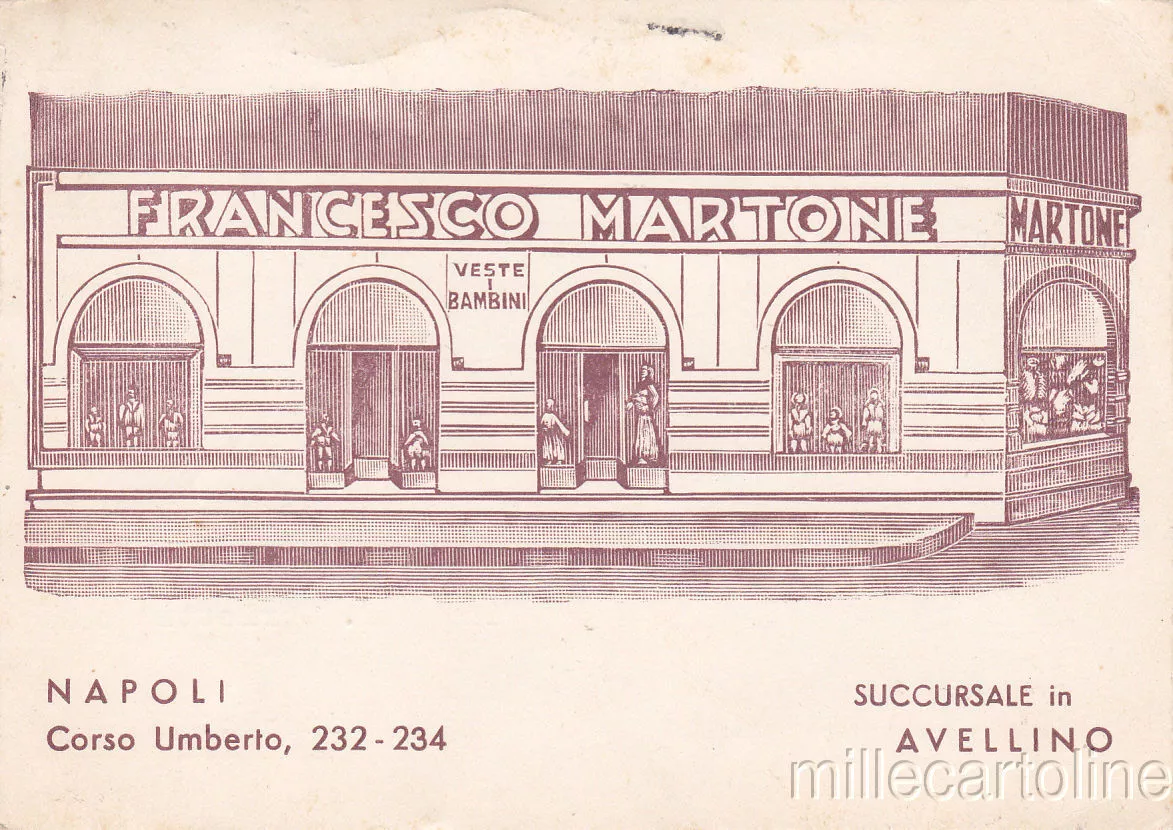 FRANCESCO MARTONE
MARTONE
VESTE
I
BAMBINI
NAPOLI
Corso Umberto, 232-234
SUCCURSALE in
AVELLINO
millecartoline